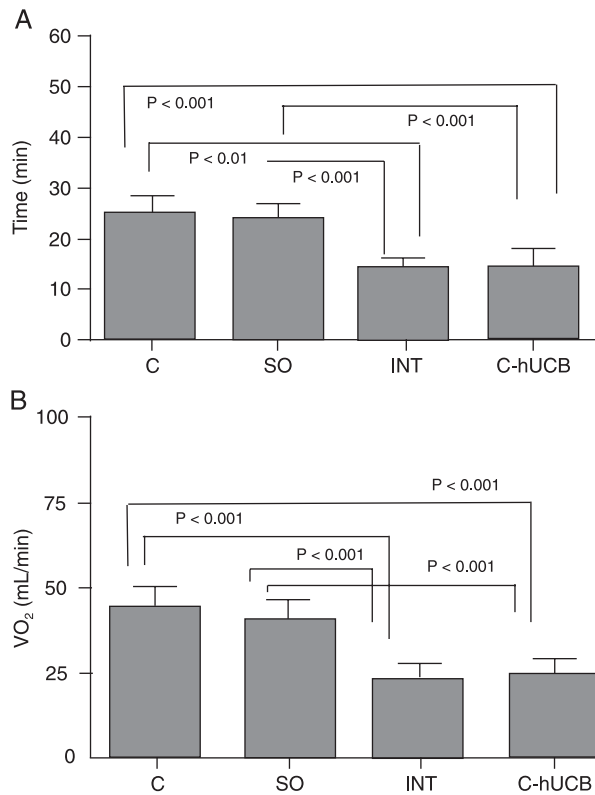 A
60
50
40
30
20
10
0
Time (min)
P < 0.001
P < 0.001
P < 0.01
P < 0.001
C SO INT C-hUCB
B
100
75
50
25
0
VO₂ (mL/min)
P < 0.001
P < 0.001
P < 0.001
P < 0.001
C SO INT C-hUCB